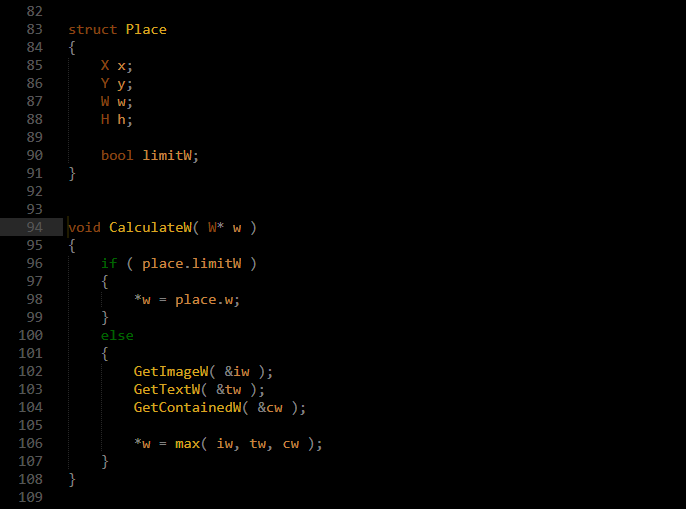 82
83 struct Place
84 {
85     X x;
86     Y y;
87     W w;
88     H h;
89
90     bool limitW;
91 }
92
93
94 void CalculateW( W* w )
95 {
96     if ( place.limitW )
97     {
98         *w = place.w;
99     }
100     else
101     {
102         GetImageW( &iw );
103         GetTextW( &tw );
104         GetContainedW( &cw );
105
106         *w = max( iw, tw, cw );
107     }
108 }
109